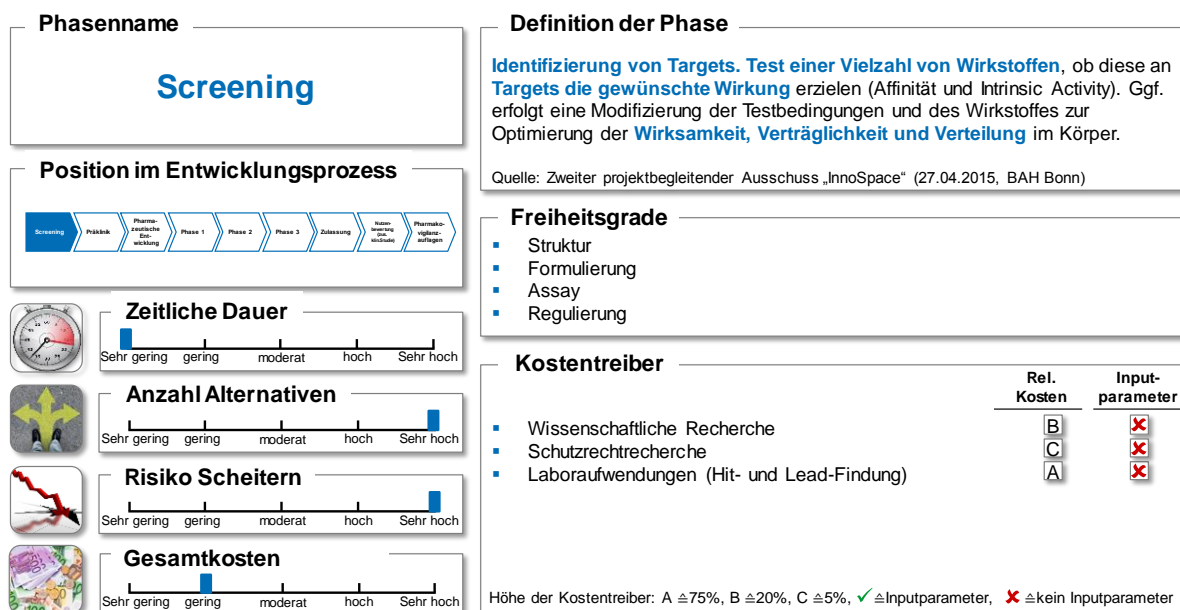 Phasenname
Screening
Position im Entwicklungsprozess
Screening
Präklinik
Pharma-
zeutische
Ent-
wicklung
Phase 1
Phase 2
Phase 3
Zulassung
Nutzen-
bewertung
(zus.
klin.Studie)
Pharmako-
vigilanz-
auflagen
Zeitliche Dauer
Sehr gering gering moderat hoch Sehr hoch
Anzahl Alternativen
Sehr gering gering moderat hoch Sehr hoch
Risiko Scheitern
Sehr gering gering moderat hoch Sehr hoch
Gesamtkosten
Sehr gering gering moderat hoch Sehr hoch
Definition der Phase
Identifizierung von Targets. Test einer Vielzahl von Wirkstoffen, ob diese an
Targets die gewünschte Wirkung erzielen (Affinität und Intrinsic Activity). Ggf.
erfolgt eine Modifizierung der Testbedingungen und des Wirkstoffes zur
Optimierung der Wirksamkeit, Verträglichkeit und Verteilung im Körper.
Quelle: Zweiter projektbegleitender Ausschuss „InnoSpace“ (27.04.2015, BAH Bonn)
Freiheitsgrade
▪ Struktur
▪ Formulierung
▪ Assay
▪ Regulierung
Kostentreiber
Rel.
Kosten
Input-
parameter
▪ Wissenschaftliche Recherche B ✘
▪ Schutzrechtrecherche C ✘
▪ Laboraufwendungen (Hit- und Lead-Findung) A ✘
Höhe der Kostentreiber: A ≙75%, B ≙20%, C ≙5%, ✓ ≙Inputparameter, ✘ ≙kein Inputparameter